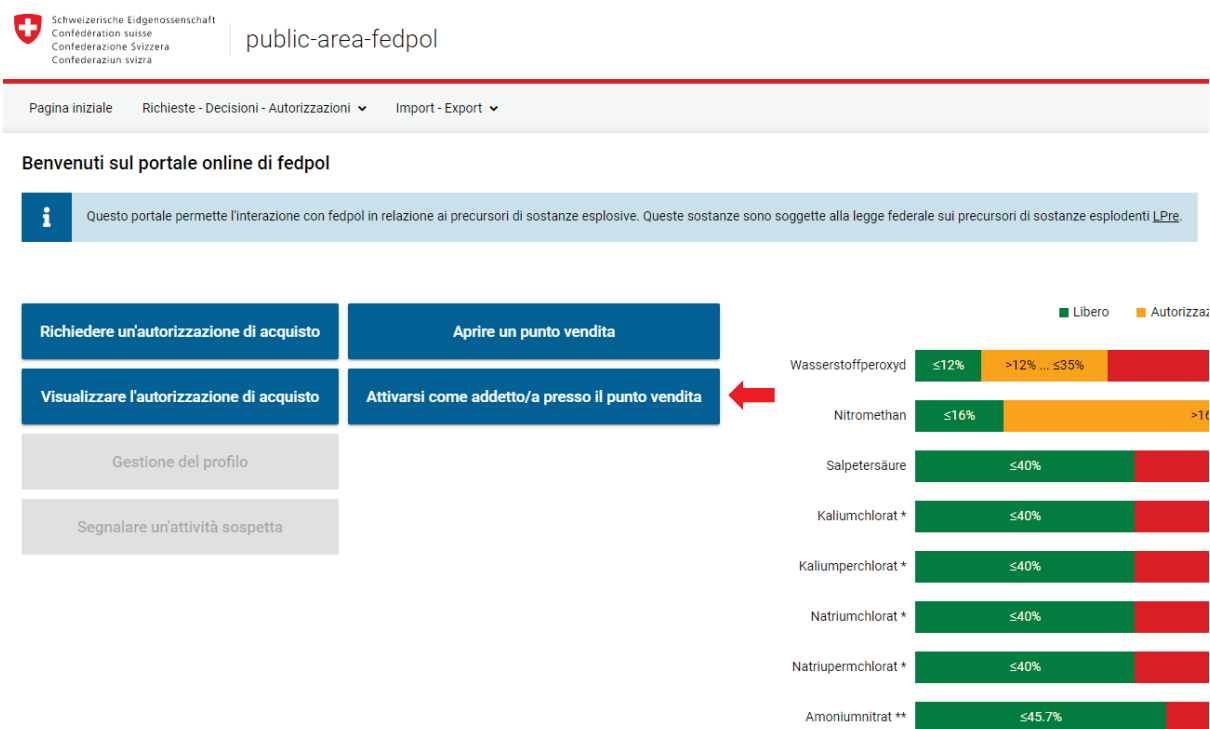 Schweizerische Eidgenossenschaft
Confédération suisse
Confederazione Svizzera
Confederaziun svizra
public-area-fedpol
Pagina iniziale Richieste - Decisioni - Autorizzazioni Import - Export
Benvenuti sul portale online di fedpol
Questo portale permette l'interazione con fedpol in relazione ai precursori di sostanze esplosive. Queste sostanze sono soggette alla legge federale sui precursori di sostanze esplodenti LPre.
Richiedere un'autorizzazione di acquisto
Aprire un punto vendita
Visualizzare l'autorizzazione di acquisto
Attivarsi come addetto/a presso il punto vendita
Gestione del profilo
Segnalare un'attività sospetta
Libero Autorizzaz
Wasserstoffperoxyd ≤12% >12% ... ≤35%
Nitromethan ≤16% >16
Salpetersäure ≤40%
Kaliumchlorat * ≤40%
Kaliumperchlorat * ≤40%
Natriumchlorat * ≤40%
Natriupermchlorat * ≤40%
Amoniumnitrat ** ≤45.7%